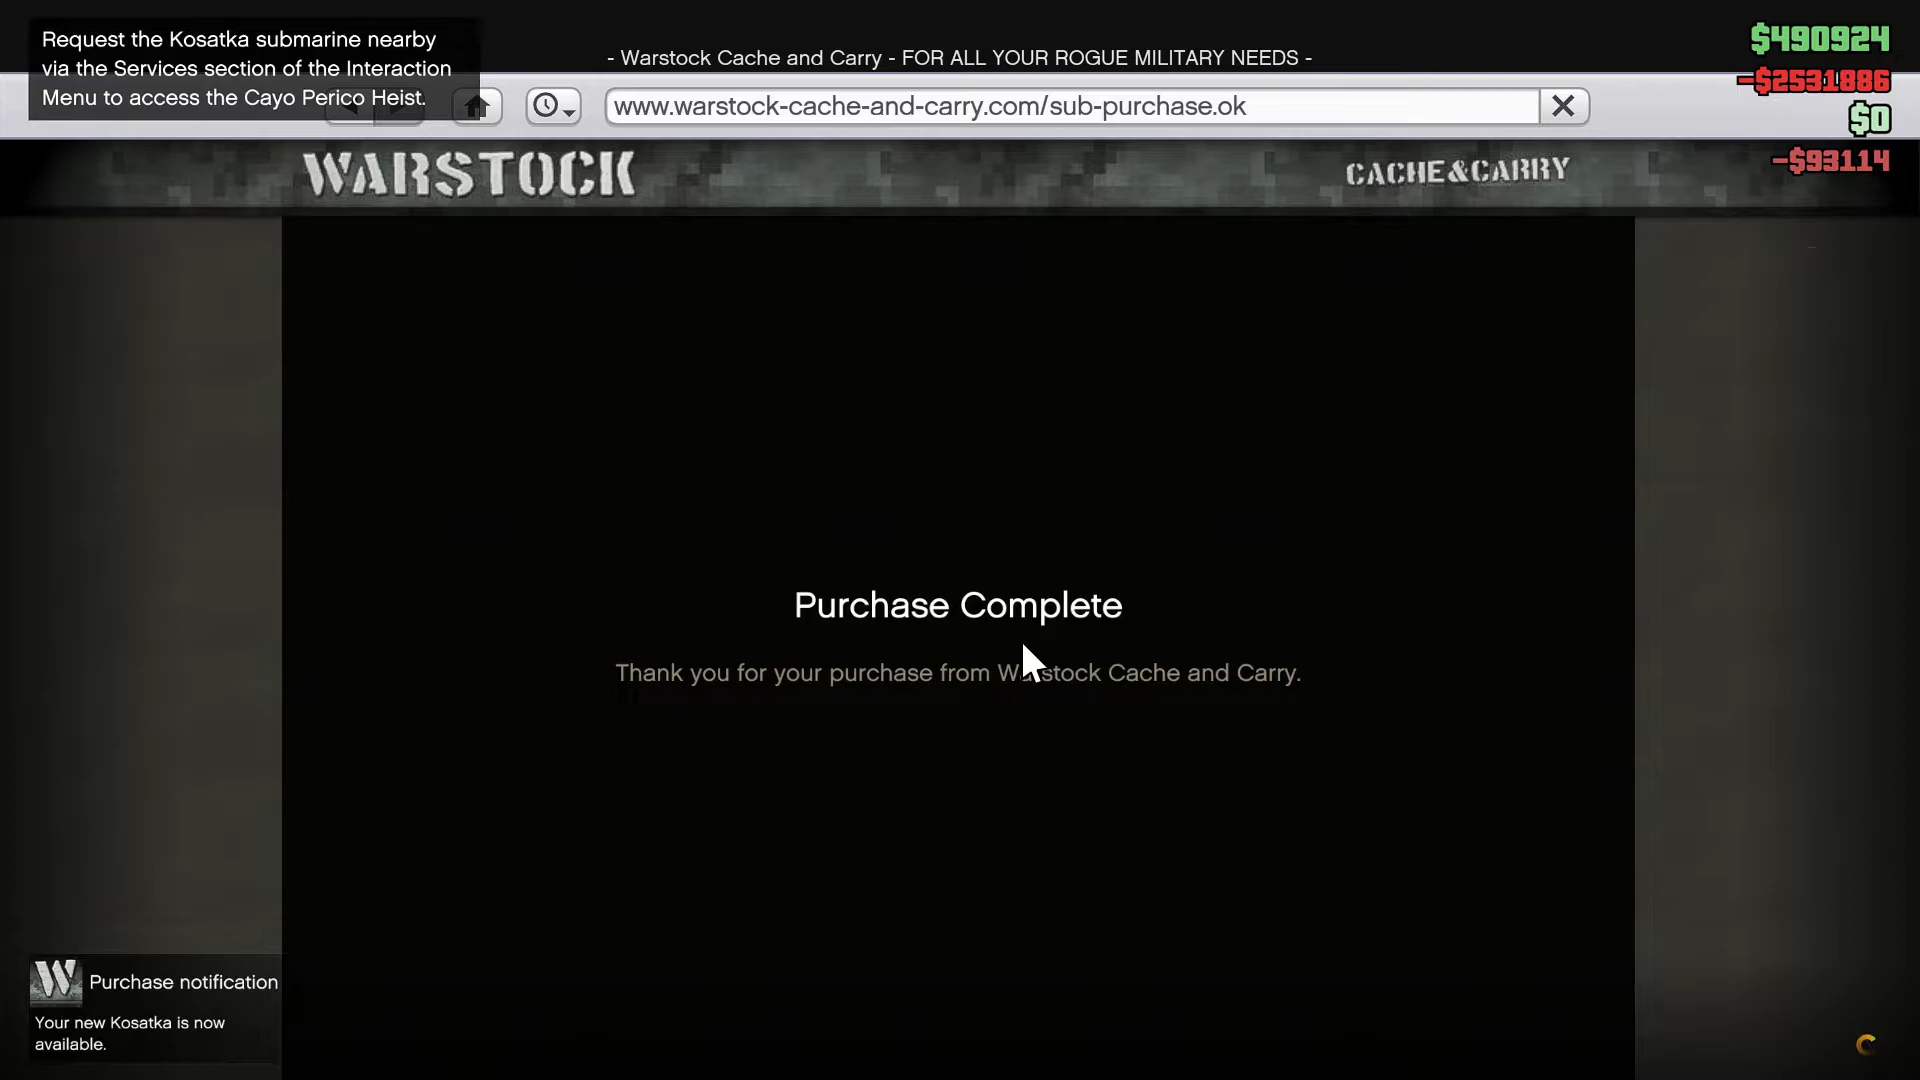 Request the Kosatka submarine nearby
via the Services section of the Interaction
Menu to access the Cayo Perico Heist.
- Warstock Cache and Carry - FOR ALL YOUR ROGUE MILITARY NEEDS -
$490924
-$2531886
$0
-$93114
www.warstock-cache-and-carry.com/sub-purchase.ok
WARSTOCK
CACHE&CARRY
Purchase Complete
Thank you for your purchase from Warstock Cache and Carry.
W
Purchase notification
Your new Kosatka is now
available.